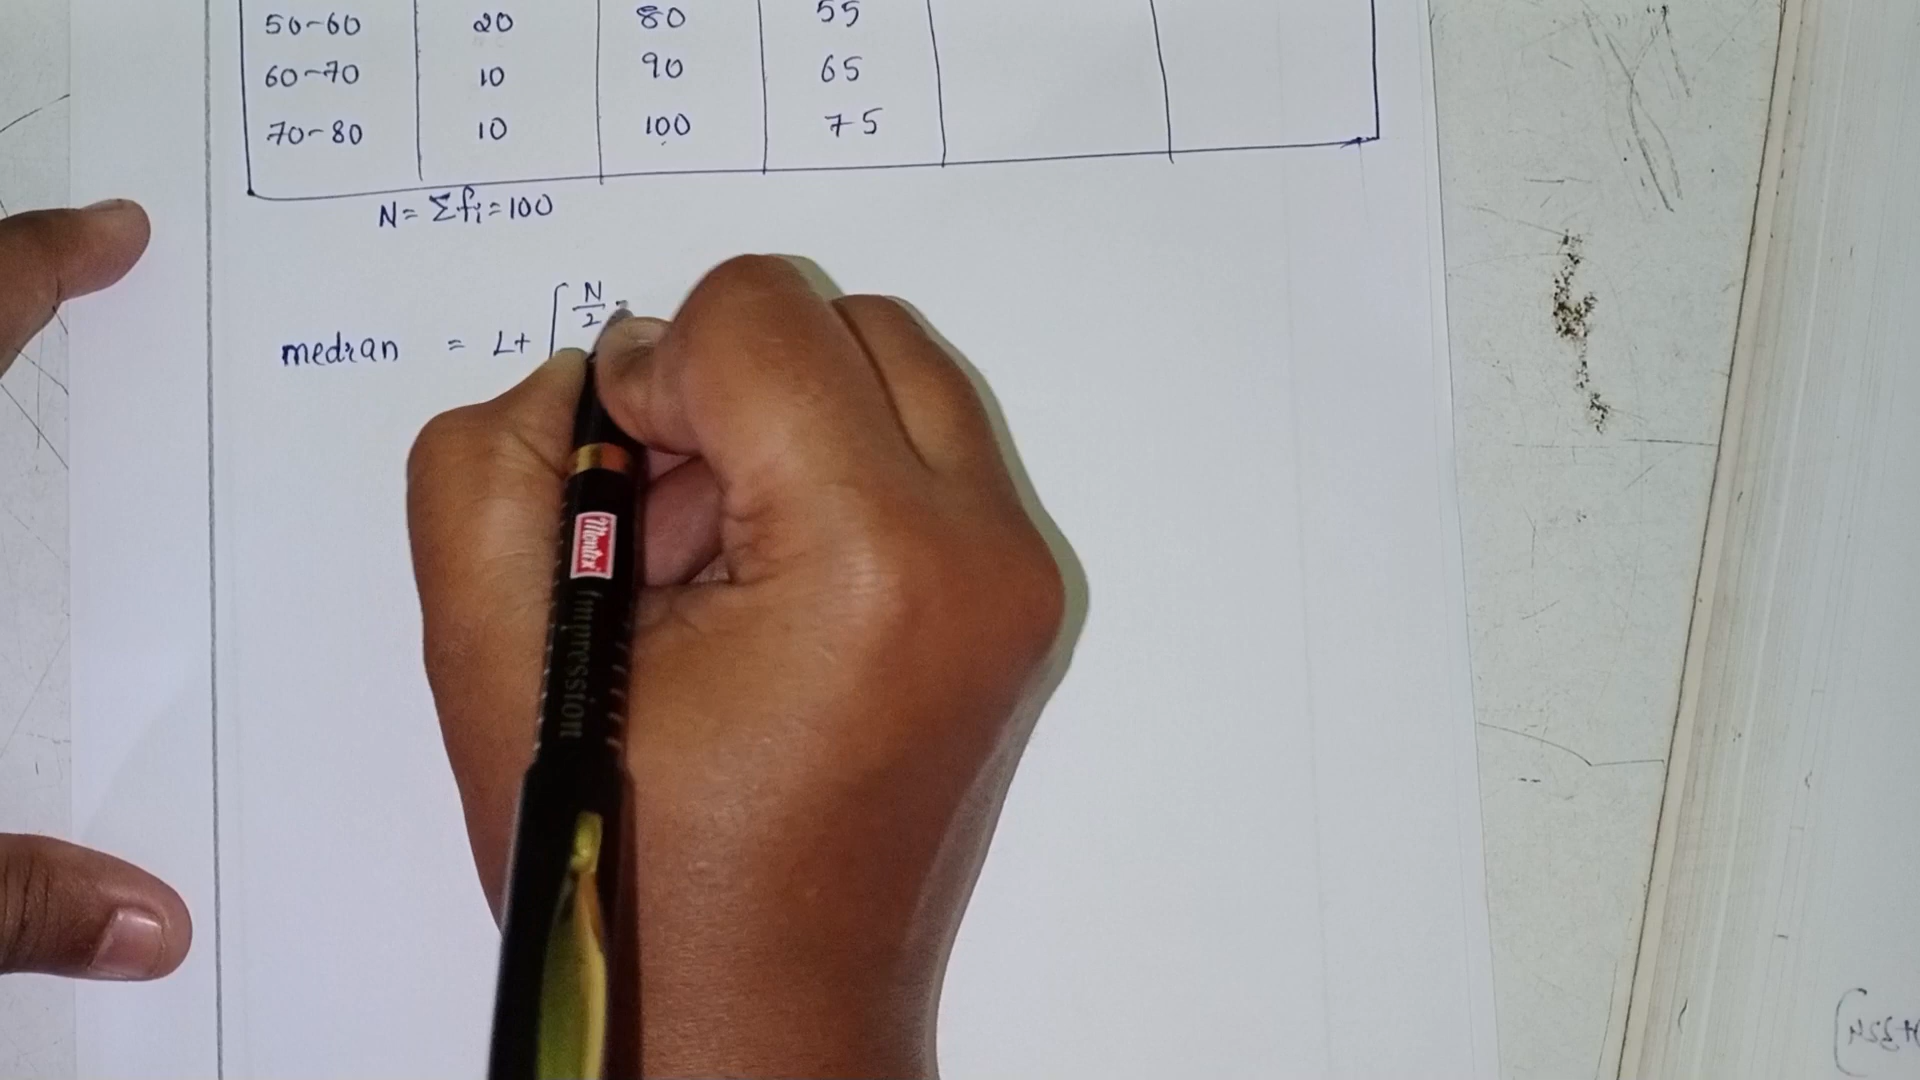 50-60 20 80 55
60-70 10 90 65
70-80 10 100 75
N = Σfi = 100
median = L + [ N/2 -
Montex
Impression